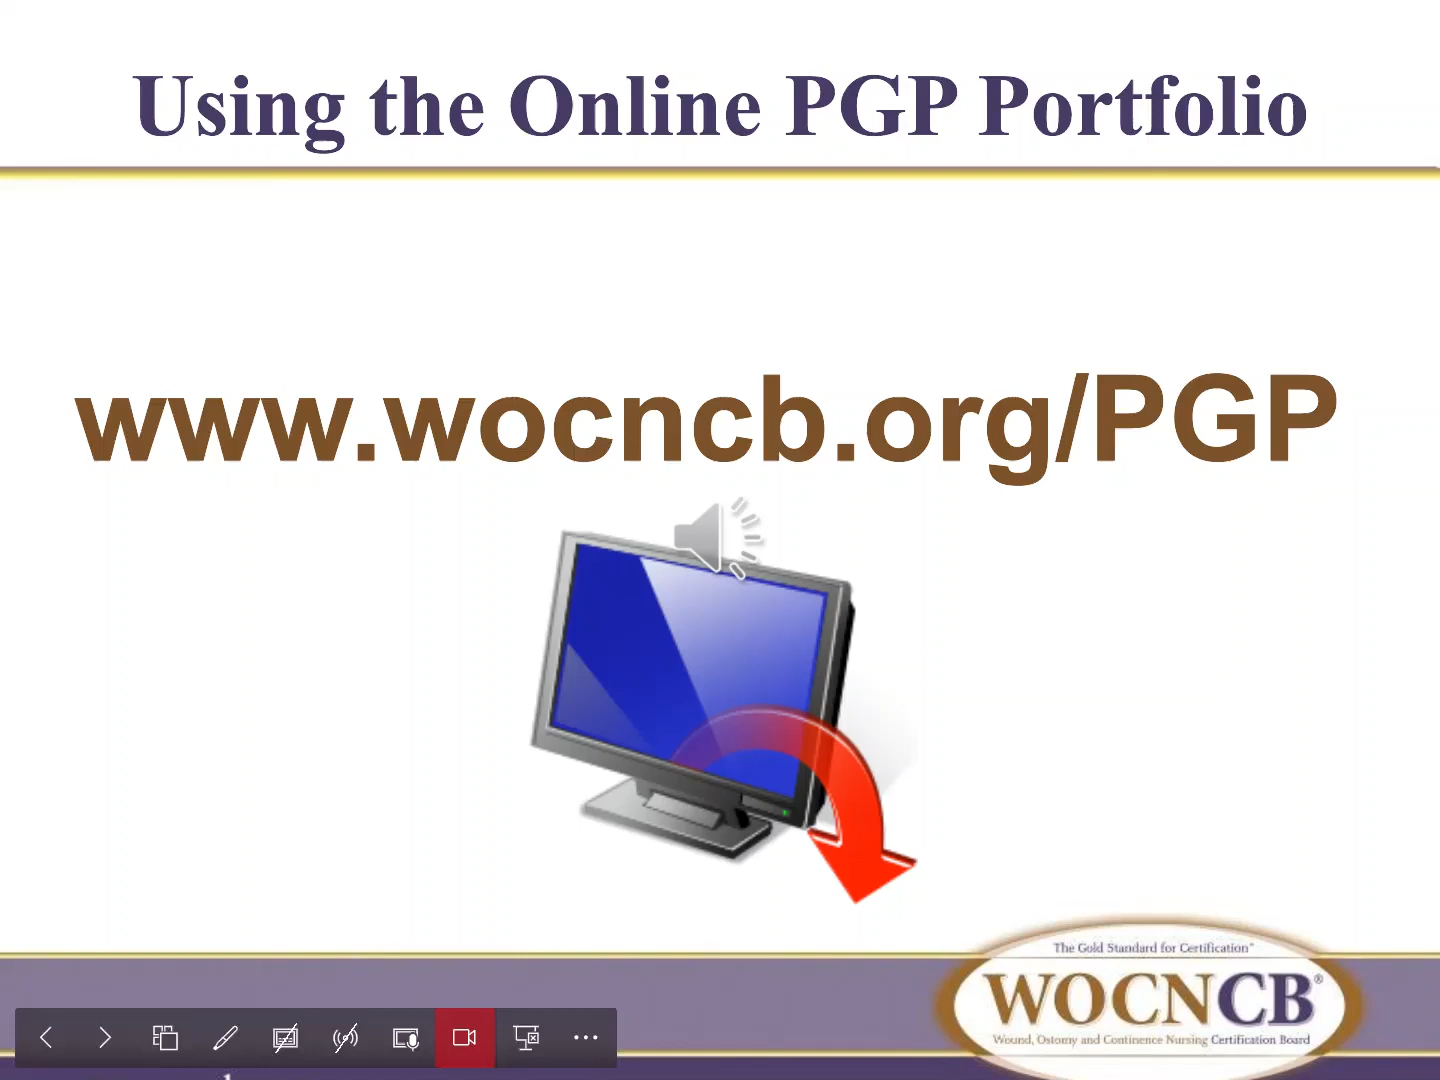 Using the Online PGP Portfolio
www.wocncb.org/PGP
The Gold Standard for Certification™
WOCNCB®
Wound, Ostomy and Continence Nursing Certification Board